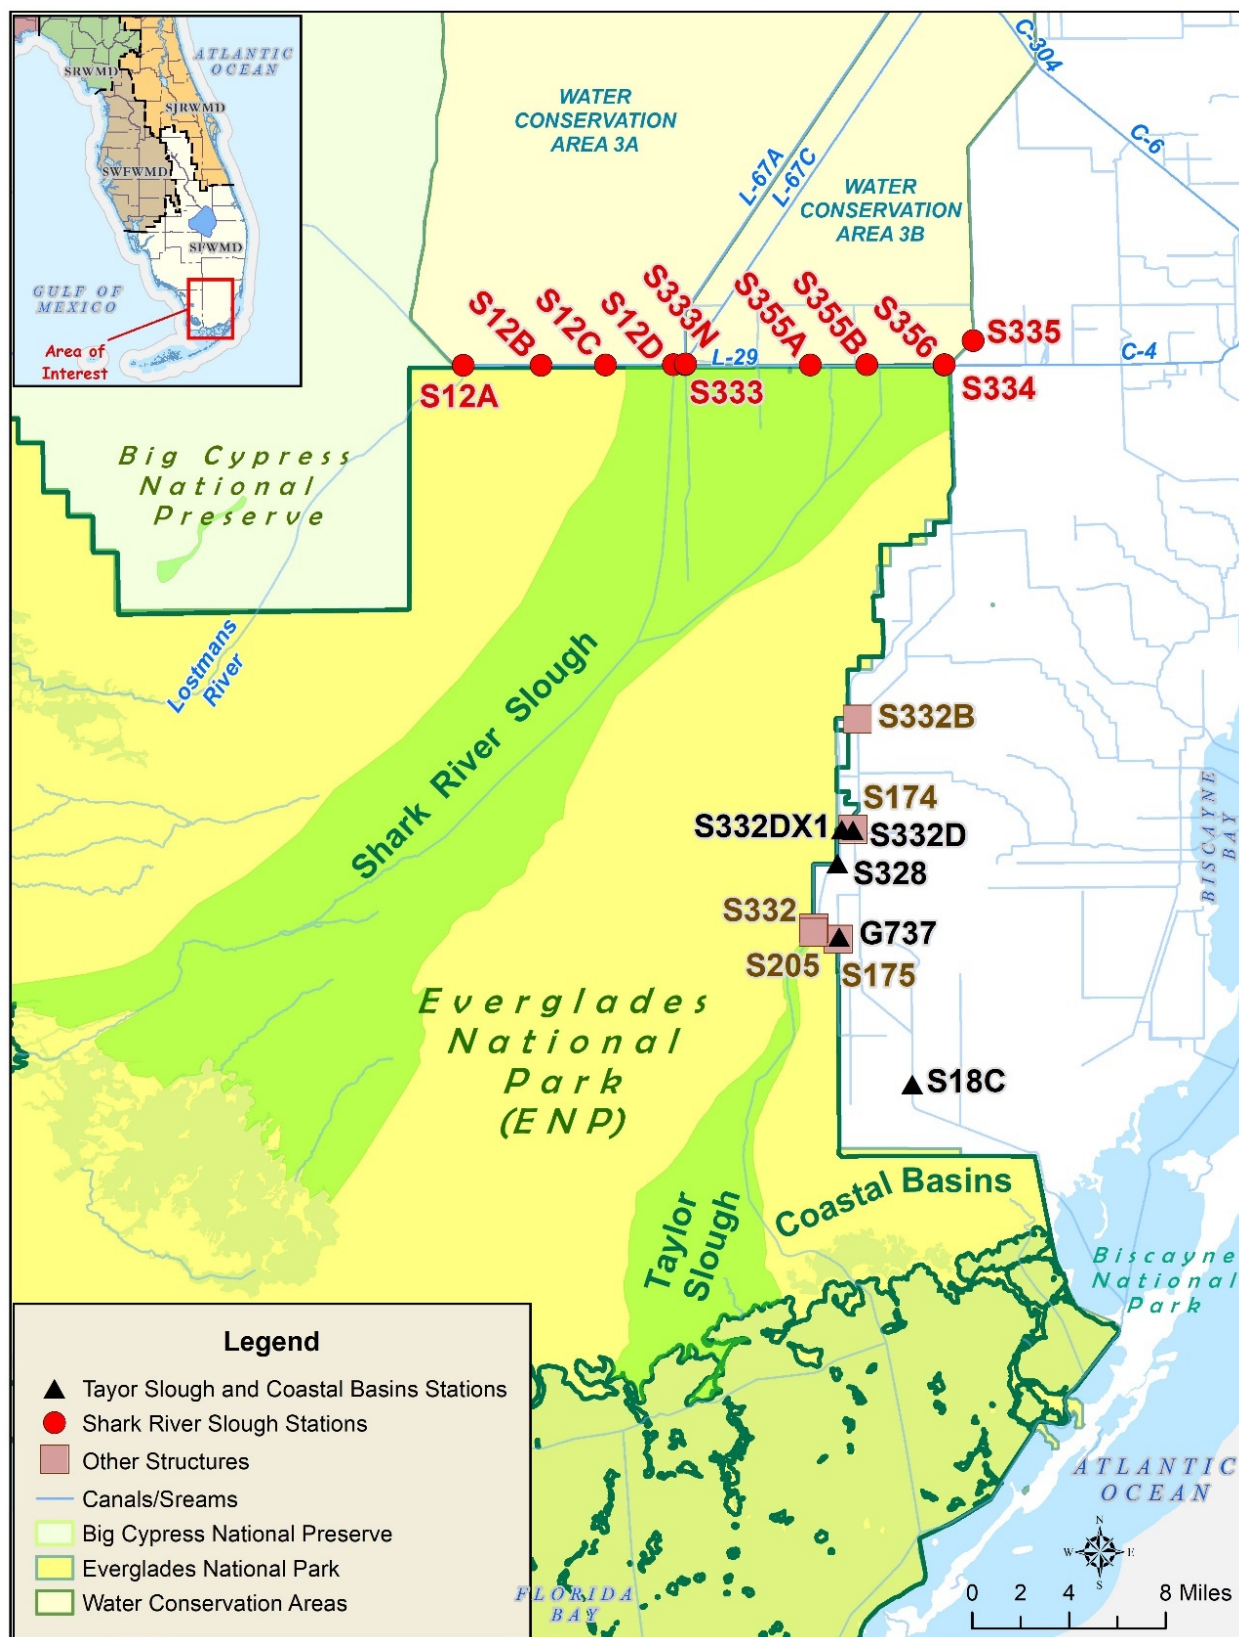 ATLANTIC
OCEAN
SRWMD
SJRWMD
SWFWMD
SFWMD
GULF OF
MEXICO
Area of
Interest
WATER
CONSERVATION
AREA 3A
L-67A
L-67C
WATER
CONSERVATION
AREA 3B
C-304
C-6
S12A
S12B
S12C
S12D
S333N
S333
L-29
S355A
S355B
S356
S335
S334
C-4
Big Cypress
National
Preserve
Lostmans
River
Shark River Slough
S332B
S174
S332DX1
S332D
S328
S332
G737
S205
S175
BISCAYNE
BAY
Everglades
National
Park
(ENP)
S18C
Taylor
Slough
Coastal Basins
Biscayne
National
Park
Legend
Tayor Slough and Coastal Basins Stations
Shark River Slough Stations
Other Structures
Canals/Sreams
Big Cypress National Preserve
Everglades National Park
Water Conservation Areas
FLORIDA
BAY
ATLANTIC
OCEAN
N
W E
S
0 2 4 8 Miles